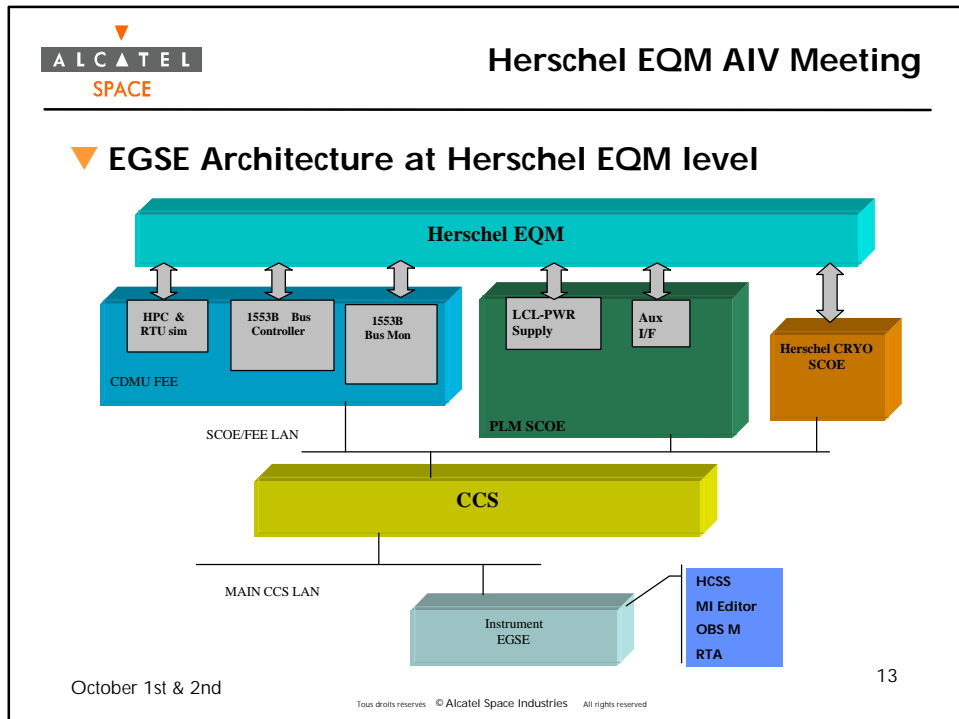 ALCATEL
SPACE
Herschel EQM AIV Meeting
EGSE Architecture at Herschel EQM level
Herschel EQM
HPC &
RTU sim
1553B Bus
Controller
1553B
Bus Mon
CDMU FEE
LCL-PWR
Supply
Aux
I/F
PLM SCOE
Herschel CRYO
SCOE
SCOE/FEE LAN
CCS
MAIN CCS LAN
Instrument
EGSE
HCSS
MI Editor
OBS M
RTA
October 1st & 2nd
Tous droits réservés © Alcatel Space Industries All rights reserved
13